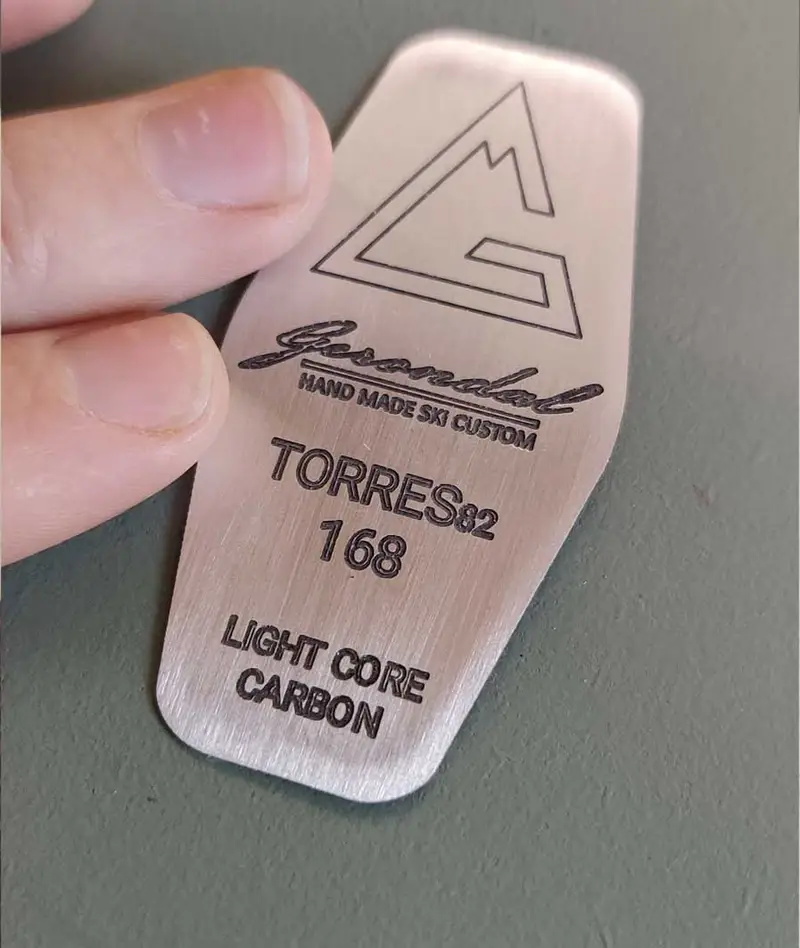 Gerondal
HAND MADE SKI CUSTOM
TORRES82
168
LIGHT CORE
CARBON